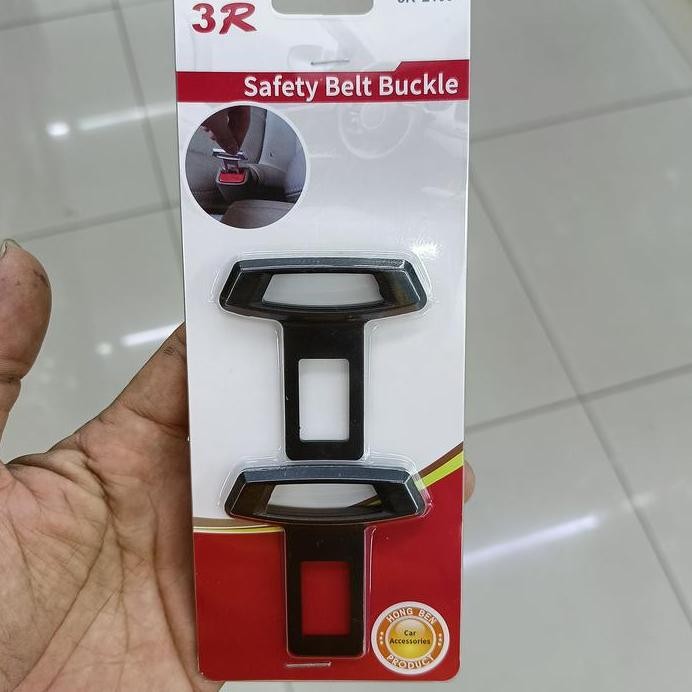 3R
Safety Belt Buckle
HONG BEN
Car
Accessories
PRODUCT